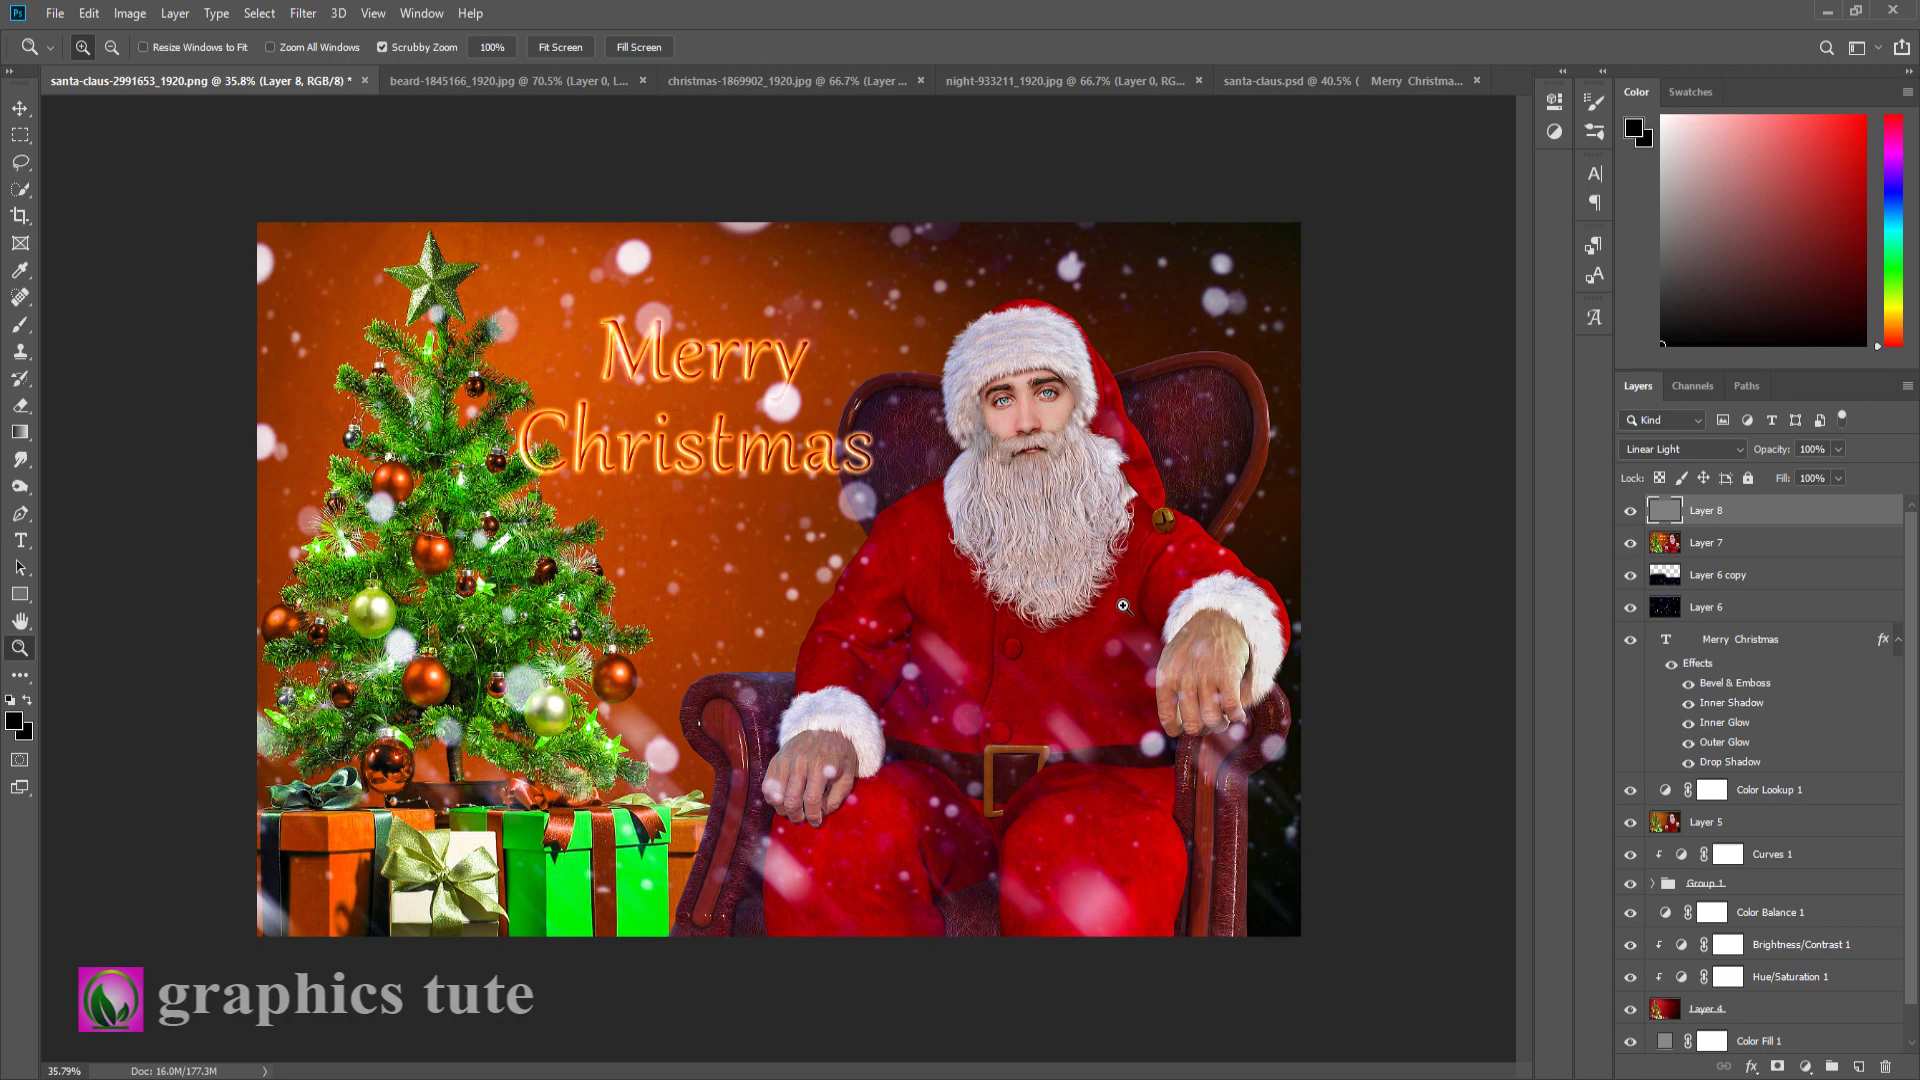 Ps File Edit Image Layer Type Select Filter 3D View Window Help
Resize Windows to Fit Zoom All Windows Scrubby Zoom 100% Fit Screen Fill Screen
santa-claus-2991653_1920.png @ 35.8% (Layer 8, RGB/8) * beard-1845166_1920.jpg @ 70.5% (Layer 0, L... christmas-1869902_1920.jpg @ 66.7% (Layer ... night-933211_1920.jpg @ 66.7% (Layer 0, RG... santa-claus.psd @ 40.5% ( Merry Christma...
Color Swatches
Merry
Christmas
Layers Channels Paths
Kind
Linear Light Opacity: 100%
Lock: Fill: 100%
Layer 8
Layer 7
Layer 6 copy
Layer 6
T Merry Christmas fx
Effects
Bevel & Emboss
Inner Shadow
Inner Glow
Outer Glow
Drop Shadow
Color Lookup 1
Layer 5
Curves 1
Group 1
Color Balance 1
Brightness/Contrast 1
Hue/Saturation 1
Layer 4
Color Fill 1
graphics tute
35.79% Doc: 16.0M/177.3M